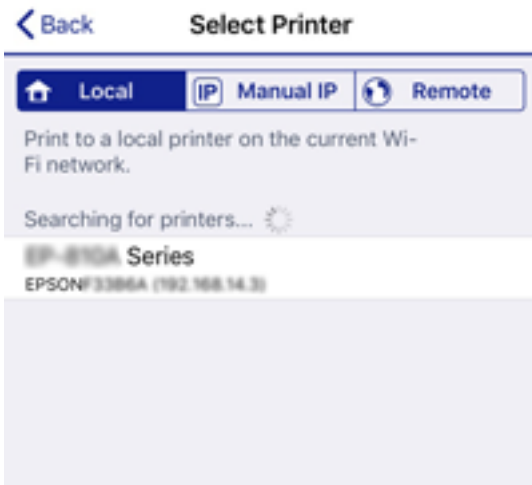 Back
Select Printer
Local
IP
Manual IP
Remote
Print to a local printer on the current Wi-
Fi network.
Searching for printers...
Series
EPSON